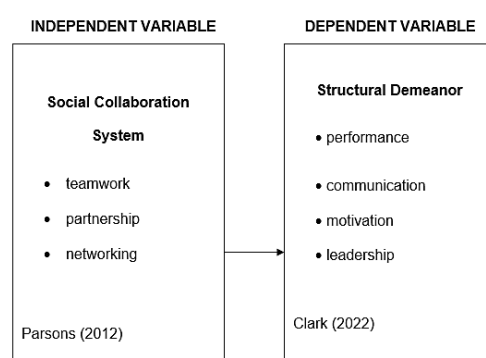 INDEPENDENT VARIABLE
Social Collaboration
System
• teamwork
• partnership
• networking
Parsons (2012)
DEPENDENT VARIABLE
Structural Demeanor
• performance
• communication
• motivation
• leadership
Clark (2022)